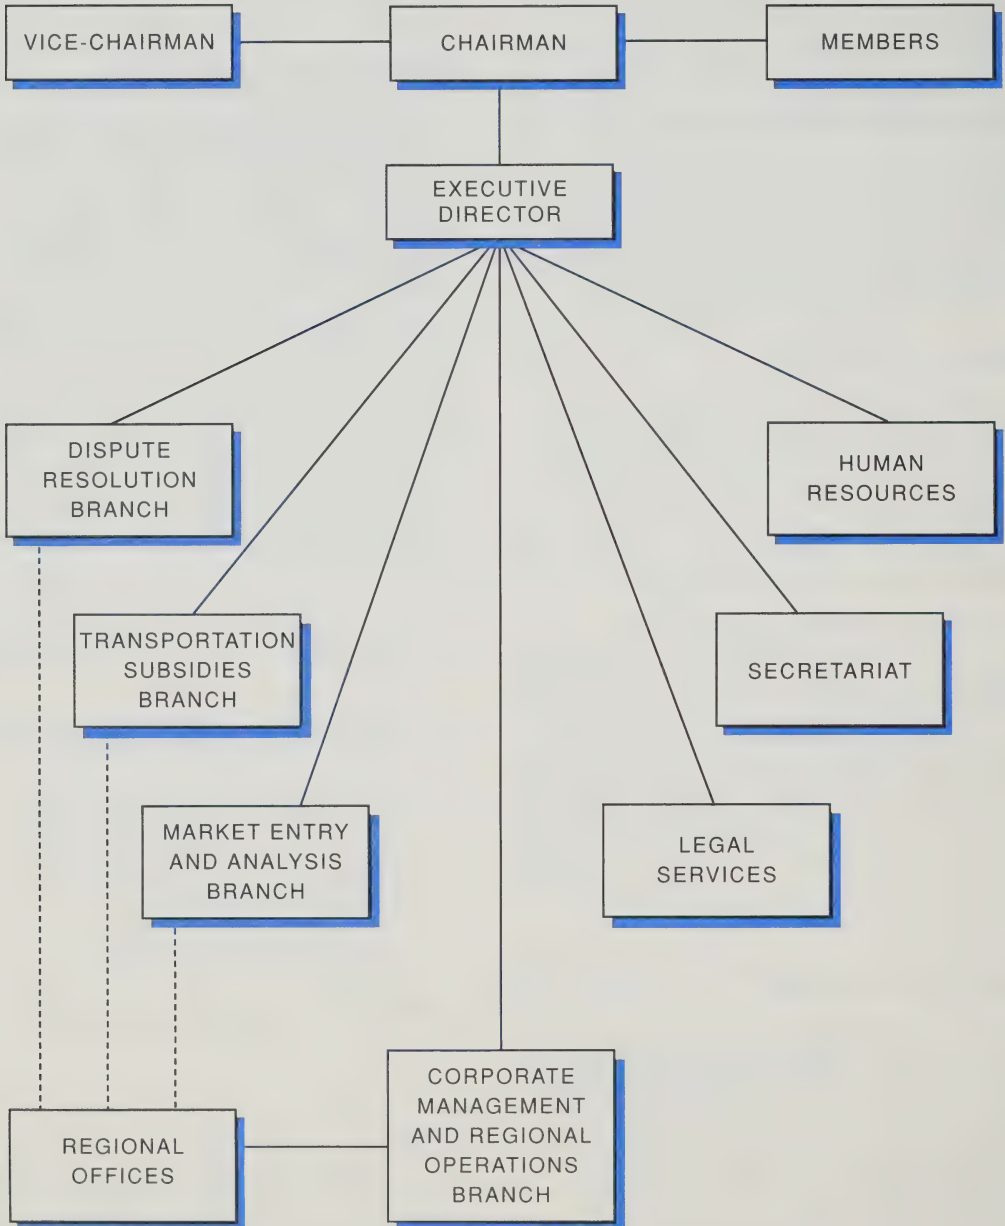 VICE-CHAIRMAN
CHAIRMAN
MEMBERS
EXECUTIVE
DIRECTOR
DISPUTE
RESOLUTION
BRANCH
HUMAN
RESOURCES
TRANSPORTATION
SUBSIDIES
BRANCH
SECRETARIAT
MARKET ENTRY
AND ANALYSIS
BRANCH
LEGAL
SERVICES
CORPORATE
MANAGEMENT
AND REGIONAL
OPERATIONS
BRANCH
REGIONAL
OFFICES